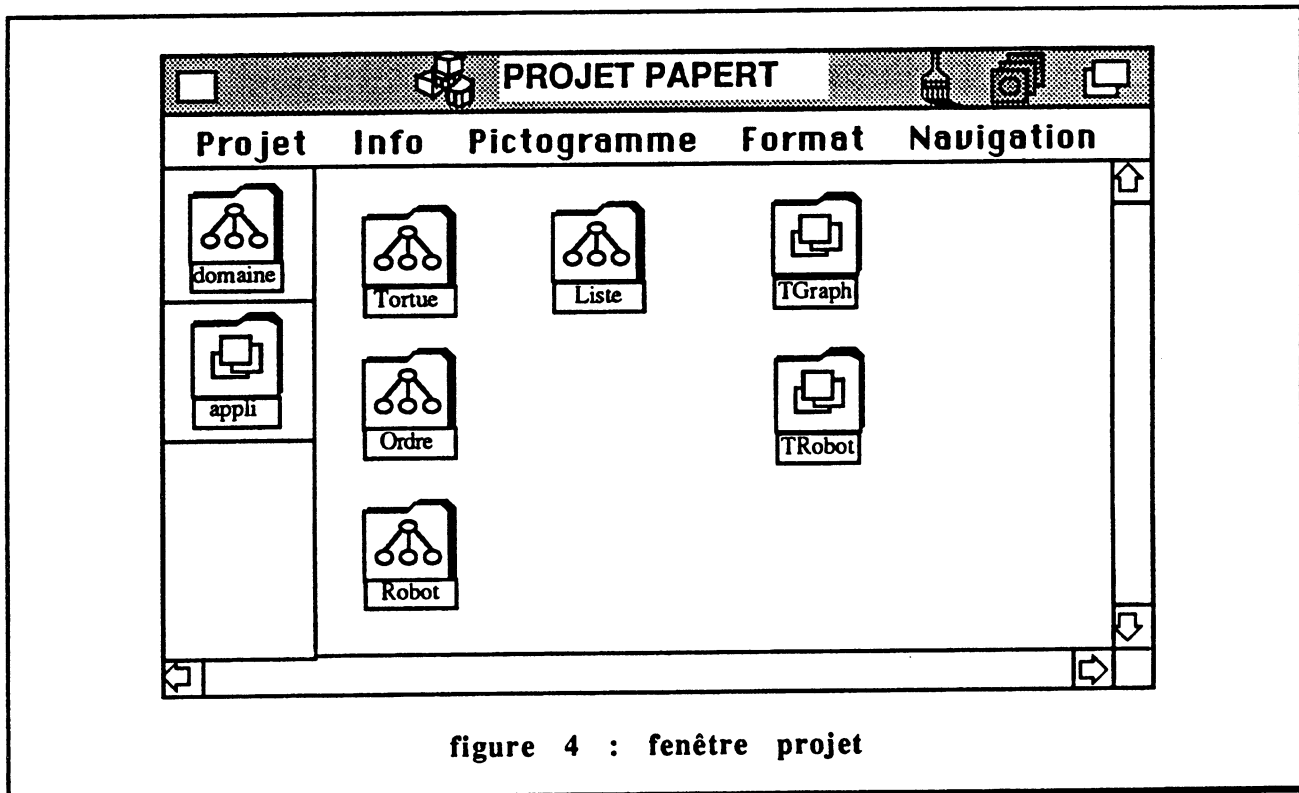 PROJET PAPERT
Projet Info Pictogramme Format Navigation
domaine
appli
Tortue Liste TGraph
Ordre TRobot
Robot
figure 4 : fenêtre projet